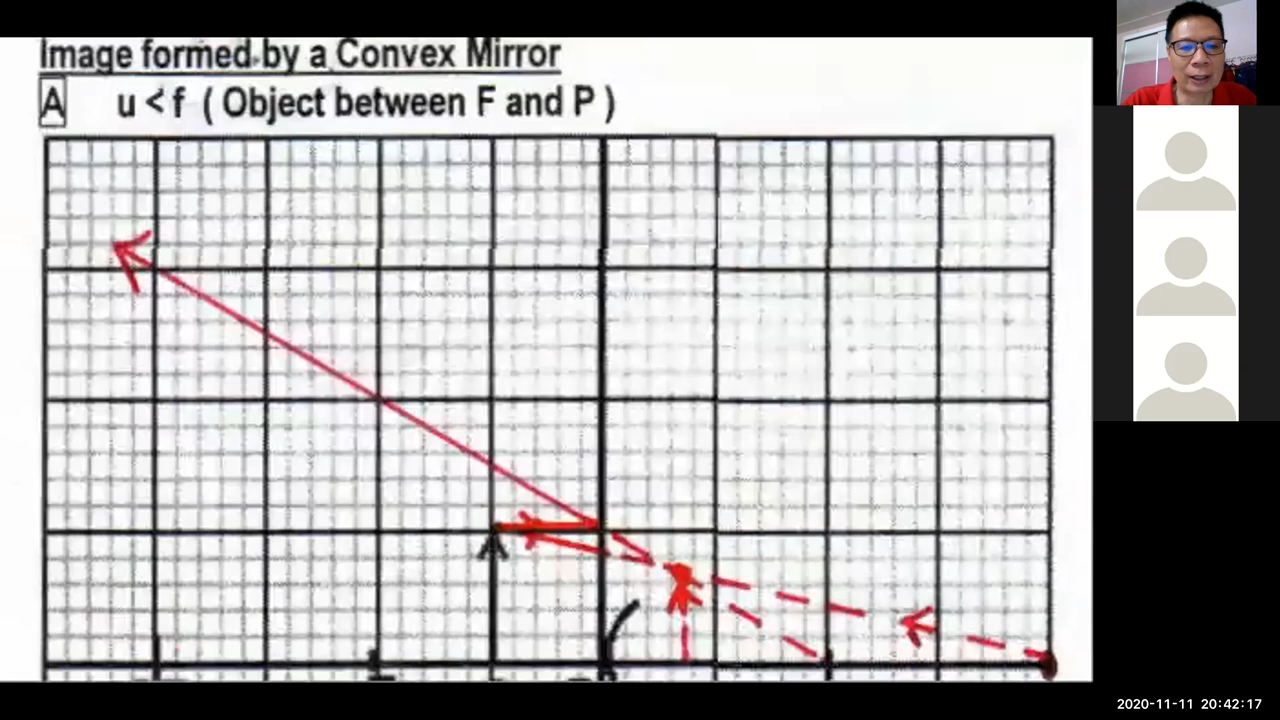 Image formed by a Convex Mirror
A u < f ( Object between F and P )
2020-11-11 20:42:17